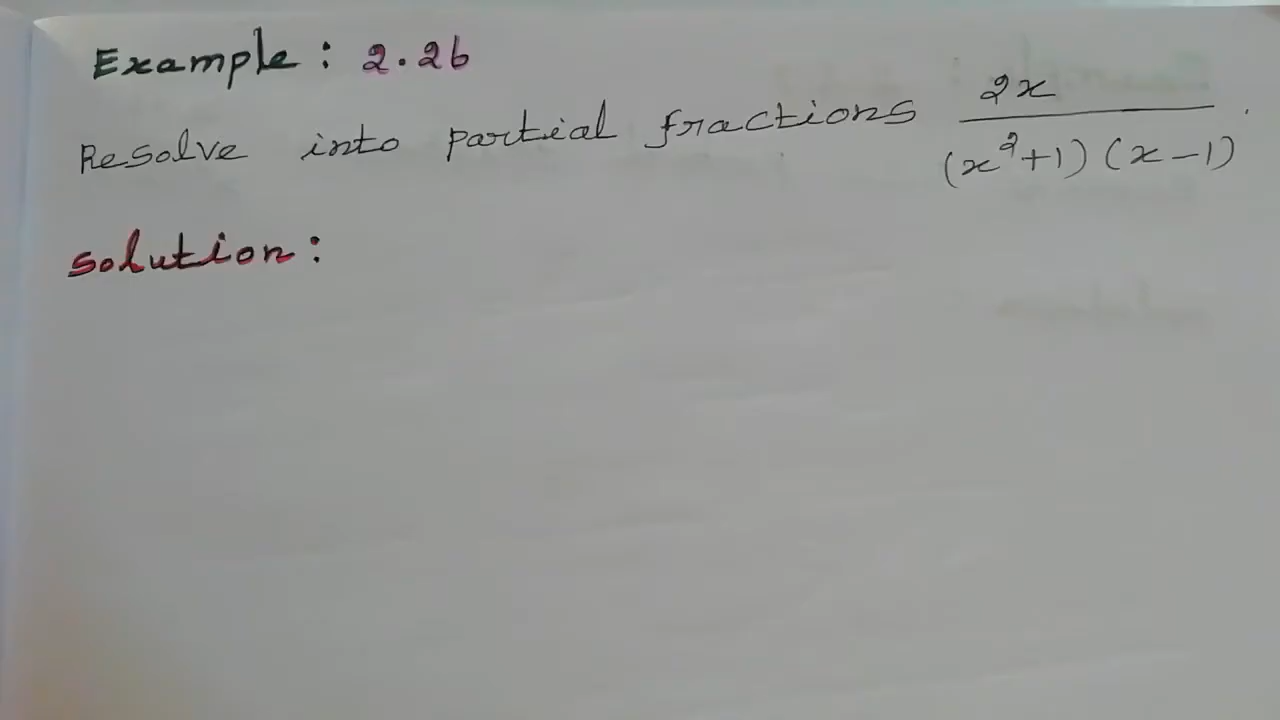 Example : 2.26
Resolve into partial fractions 2x / (x²+1) (x-1) .
Solution :